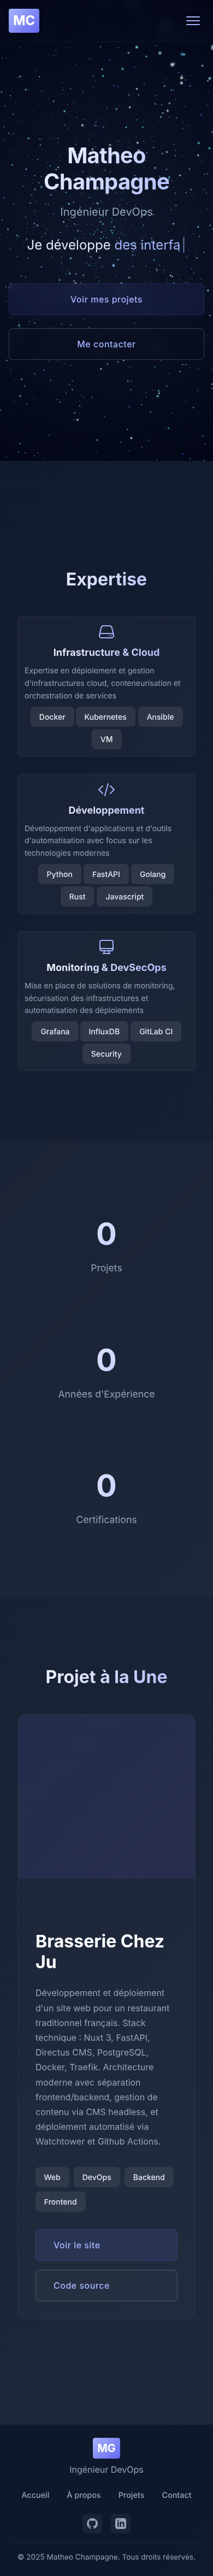 MC
Matheo
Champagne
Ingénieur DevOps
Je développe des interfa
Voir mes projets
Me contacter
Expertise
Infrastructure & Cloud
Expertise en déploiement et gestion
d'infrastructures cloud, conteneurisation et
orchestration de services
Docker Kubernetes Ansible
VM
Développement
Développement d'applications et d'outils
d'automatisation avec focus sur les
technologies modernes
Python FastAPI Golang
Rust Javascript
Monitoring & DevSecOps
Mise en place de solutions de monitoring,
sécurisation des infrastructures et
automatisation des déploiements
Grafana InfluxDB GitLab CI
Security
0
Projets
0
Années d'Expérience
0
Certifications
Projet à la Une
Brasserie Chez
Ju
Développement et déploiement
d'un site web pour un restaurant
traditionnel français. Stack
technique : Nuxt 3, FastAPI,
Directus CMS, PostgreSQL,
Docker, Traefik. Architecture
moderne avec séparation
frontend/backend, gestion de
contenu via CMS headless, et
déploiement automatisé via
Watchtower et Github Actions.
Web DevOps Backend
Frontend
Voir le site
Code source
MG
Ingénieur DevOps
Accueil À propos Projets Contact
© 2025 Matheo Champagne. Tous droits réservés.